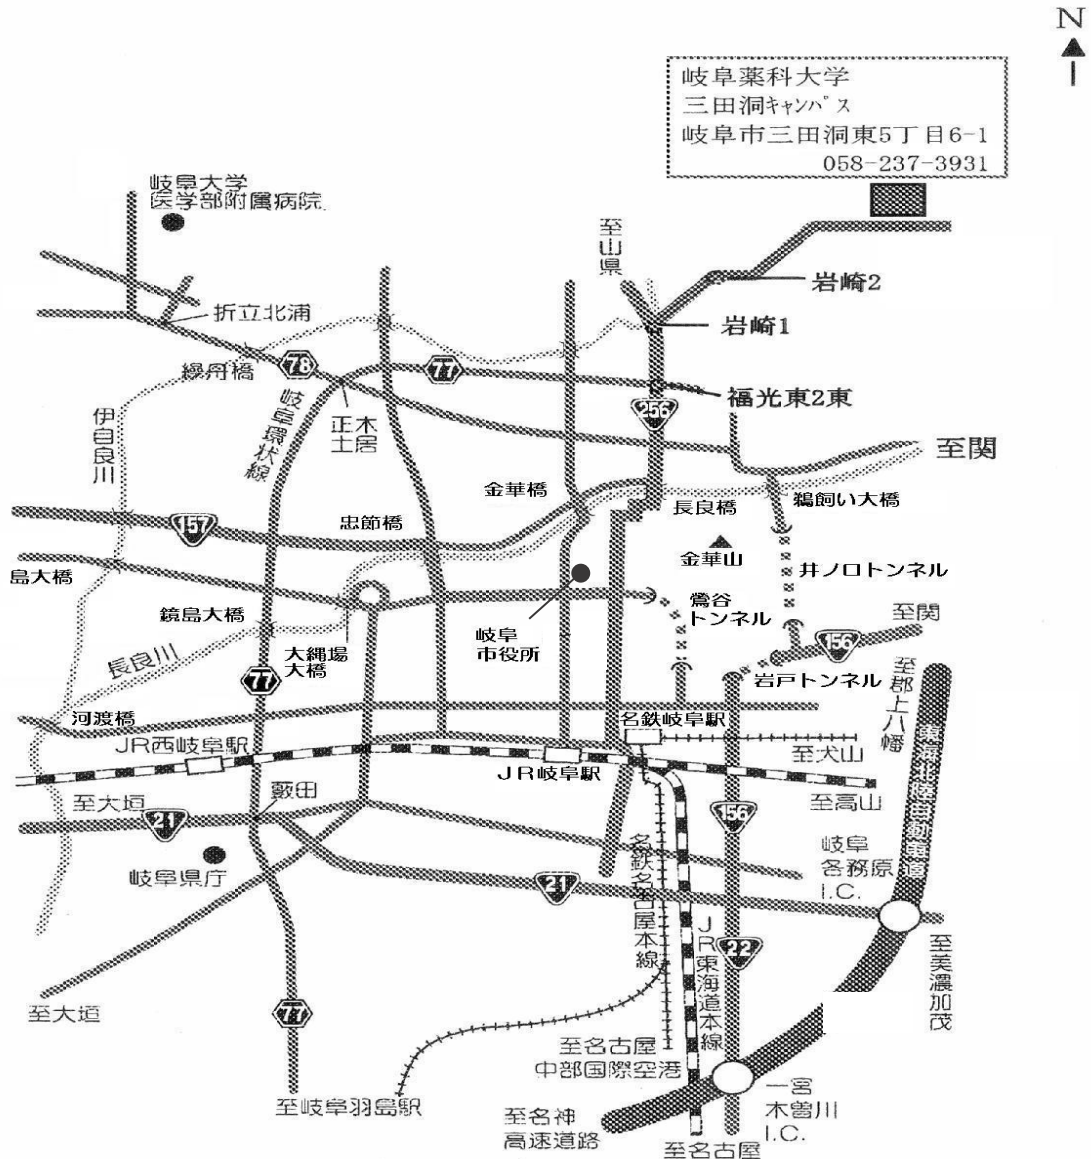 N
岐阜薬科大学
三田洞ｷｬﾝﾊﾟｽ
岐阜市三田洞東5丁目6-1
058-237-3931
岐阜大学
医学部附属病院
至山県
岩崎2
折立北浦
岩崎1
繰舟橋
78
77
福光東2東
岐阜環状線
256
伊自良川
正木
土居
至関
金華橋
長良橋
鵜飼い大橋
157
忠節橋
金華山
島大橋
井ノ口トンネル
鏡島大橋
鶯谷
トンネル
至関
岐阜
市役所
156
長良川
大縄場
大橋
77
岩戸トンネル
至郡上八幡
河渡橋
名鉄岐阜駅
JR西岐阜駅
至犬山
東海北陸自動車道
JR岐阜駅
至大垣
藪田
至高山
21
156
岐阜
各務原
I.C.
岐阜県庁
21
名鉄名古屋本線
JR東海道本線
22
至美濃加茂
至大垣
77
至名古屋
中部国際空港
至岐阜羽島駅
一宮
木曽川
I.C.
至名神
高速道路
至名古屋